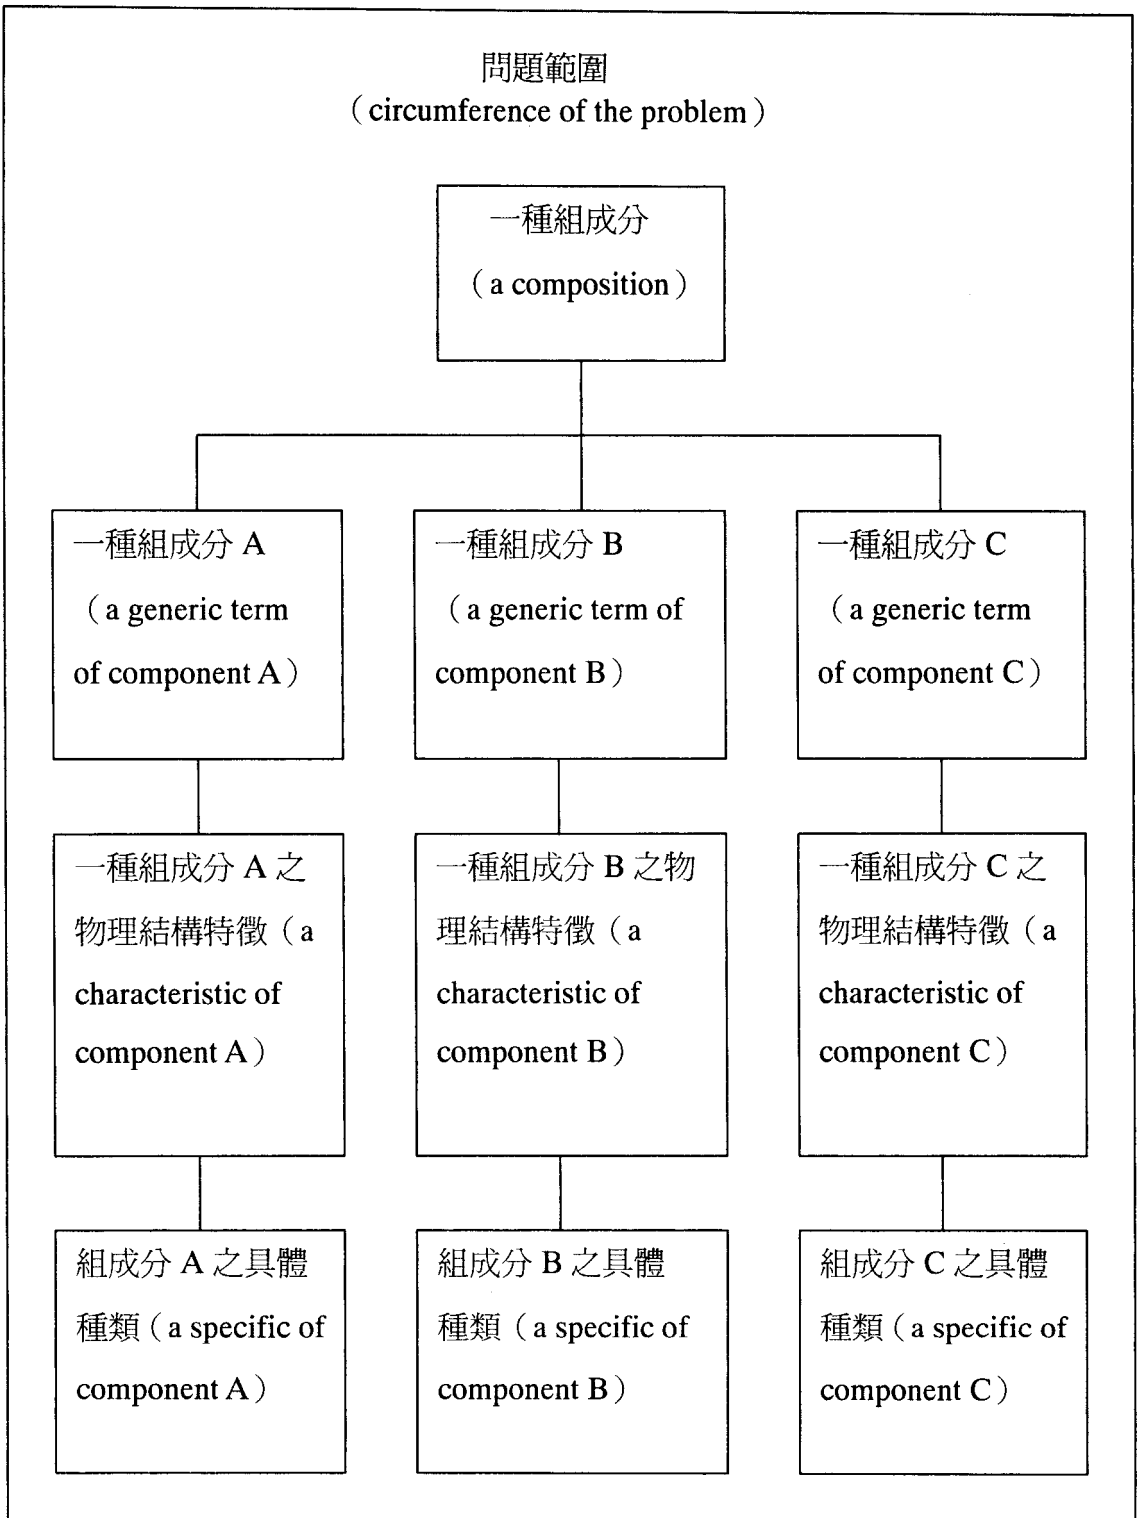 問題範圍
（circumference of the problem）
一種組成分
（a composition）
一種組成分 A
（a generic term
of component A）
一種組成分 B
（a generic term of
component B）
一種組成分 C
（a generic term
of component C）
一種組成分 A 之
物理結構特徵（a
characteristic of
component A）
一種組成分 B 之物
理結構特徵（a
characteristic of
component B）
一種組成分 C 之
物理結構特徵（a
characteristic of
component C）
組成分 A 之具體
種類（a specific of
component A）
組成分 B 之具體
種類（a specific of
component B）
組成分 C 之具體
種類（a specific of
component C）